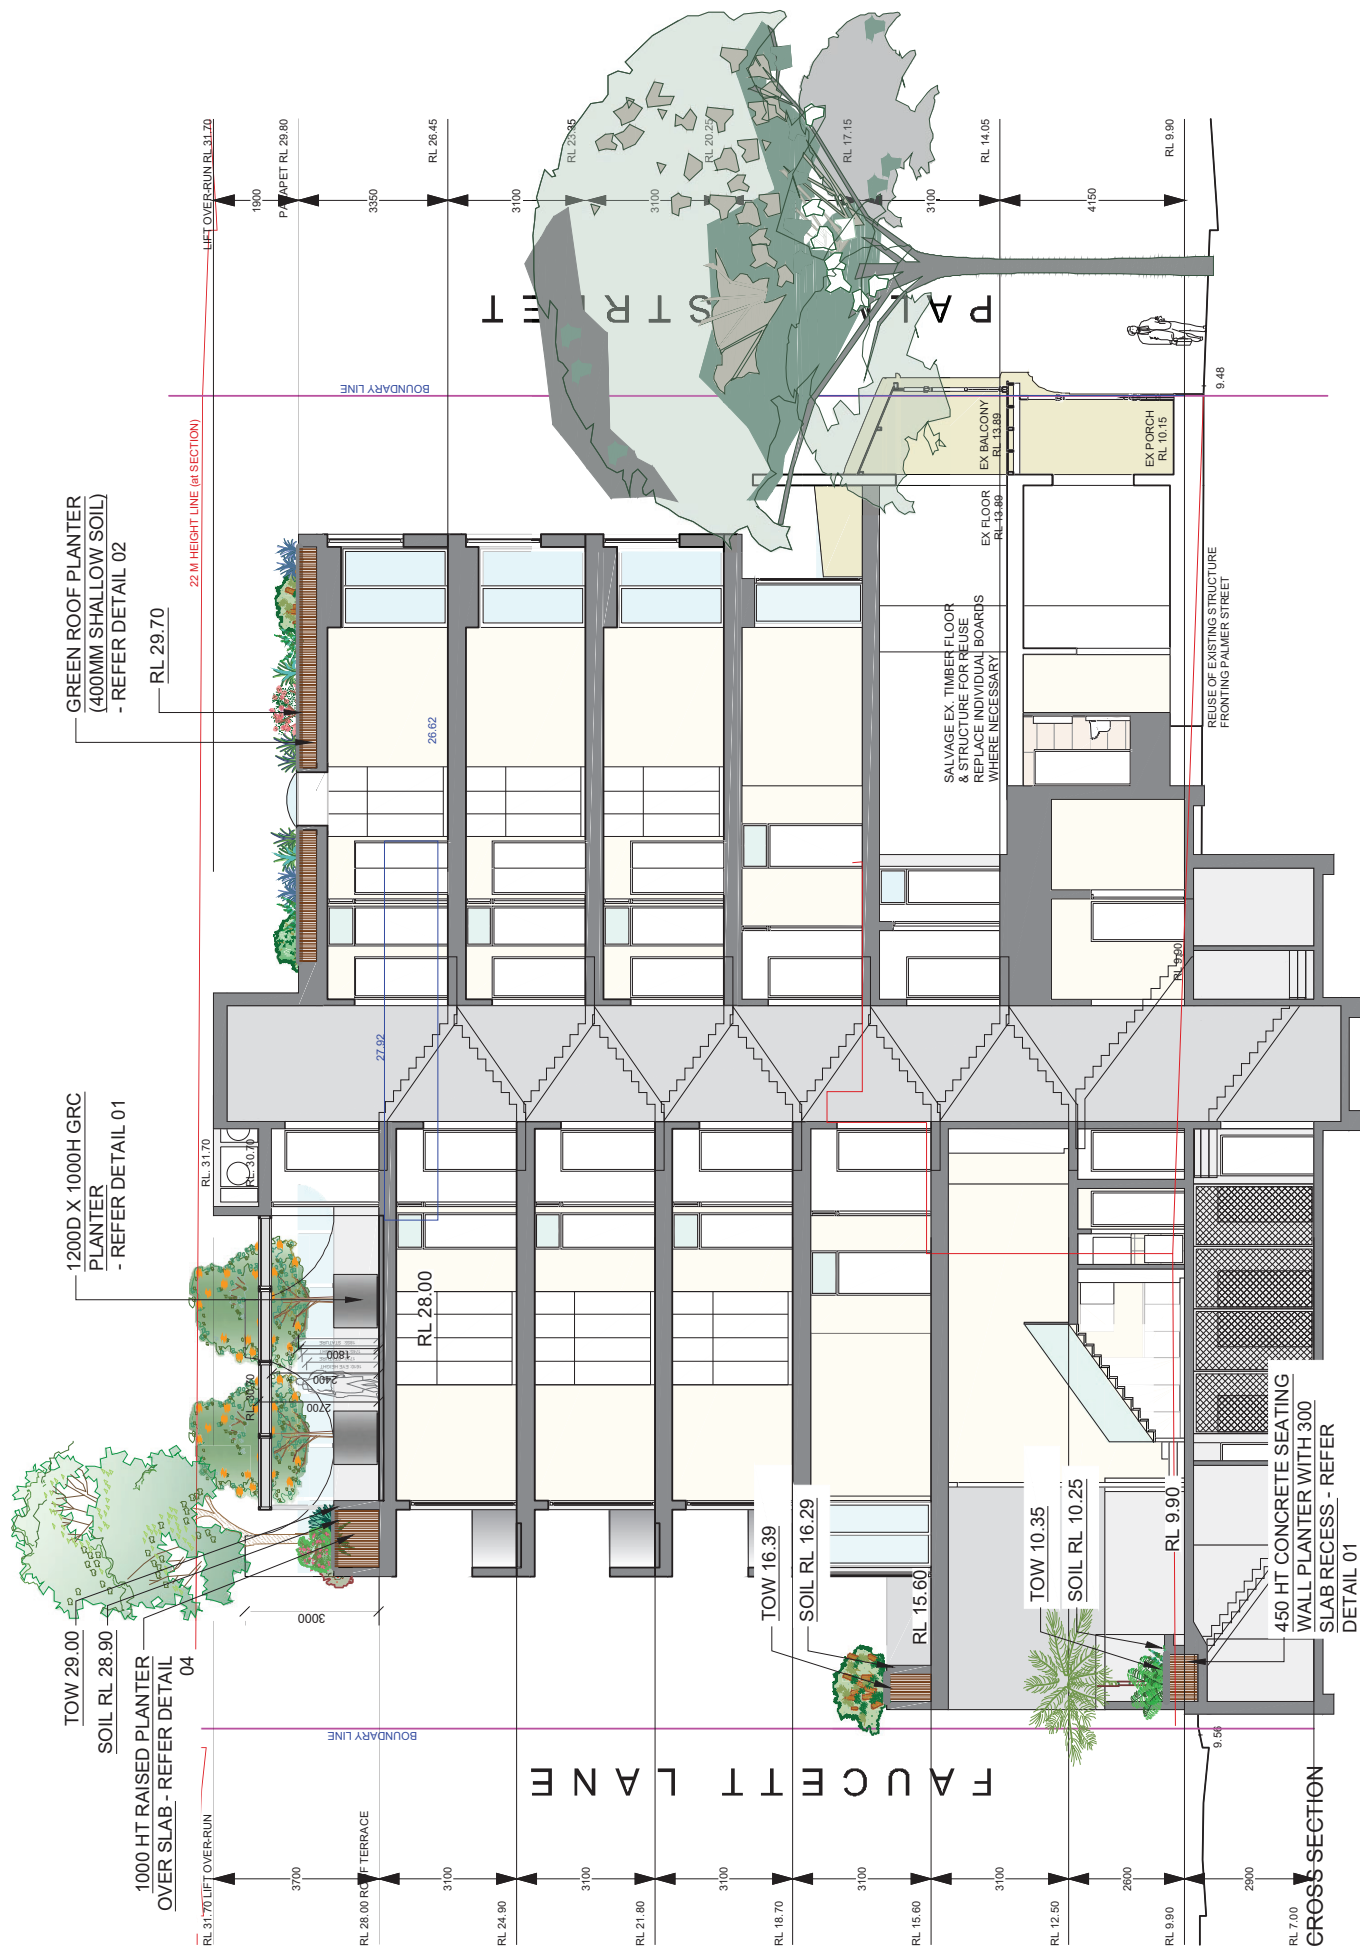 TOW 29.00
SOIL RL 28.90
1000 HT RAISED PLANTER
OVER SLAB - REFER DETAIL
04
1200D X 1000H GRC
PLANTER
- REFER DETAIL 01
GREEN ROOF PLANTER
(400MM SHALLOW SOIL)
- REFER DETAIL 02
RL 29.70
22 M HEIGHT LINE (at SECTION)
BOUNDARY LINE
BOUNDARY LINE
RL 31.70 LIFT OVER-RUN
3700
RL 28.00 ROOF TERRACE
3100
RL 24.90
3100
RL 21.80
3100
RL 18.70
3100
RL 15.60
3100
RL 12.50
2600
RL 9.90
2900
RL 7.00
CROSS SECTION
FAUCETT LANE
3000
2700
2400
1800
RL 30.70
RL. 31.70
RL. 30.70
RL 28.00
27.92
26.62
TOW 16.39
SOIL RL 16.29
RL 15.60
TOW 10.35
SOIL RL 10.25
RL 9.90
450 HT CONCRETE SEATING
WALL PLANTER WITH 300
SLAB RECESS - REFER
DETAIL 01
9.56
RL 9.90
SALVAGE EX. TIMBER FLOOR
& STRUCTURE FOR REUSE
REPLACE INDIVIDUAL BOARDS
WHERE NECESSARY
EX FLOOR
RL 13.89
EX BALCONY
RL 13.89
EX PORCH
RL 10.15
REUSE OF EXISTING STRUCTURE
FRONTING PALMER STREET
9.48
STREET
LIFT OVER-RUN RL 31.70
1900
PARAPET RL 29.80
3350
RL 26.45
3100
RL 23.35
3100
RL 20.25
RL 17.15
3100
RL 14.05
4150
RL 9.90